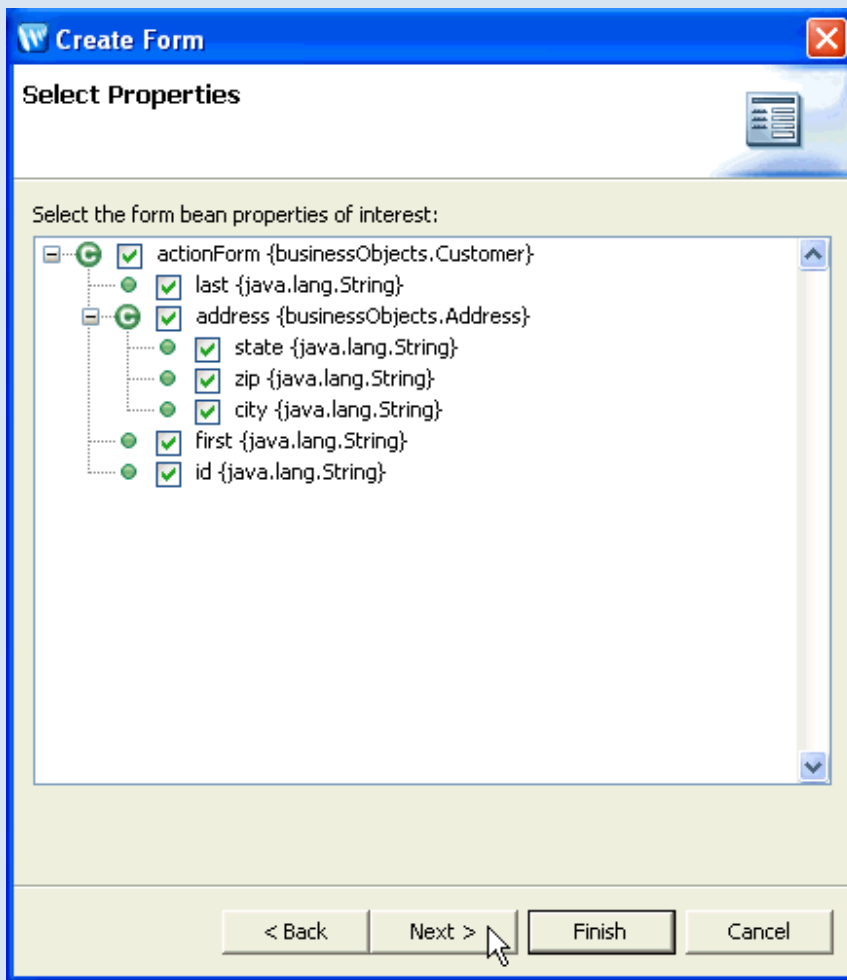 Create Form
Select Properties
Select the form bean properties of interest:
actionForm {businessObjects.Customer}
last {java.lang.String}
address {businessObjects.Address}
state {java.lang.String}
zip {java.lang.String}
city {java.lang.String}
first {java.lang.String}
id {java.lang.String}
< Back Next > Finish Cancel